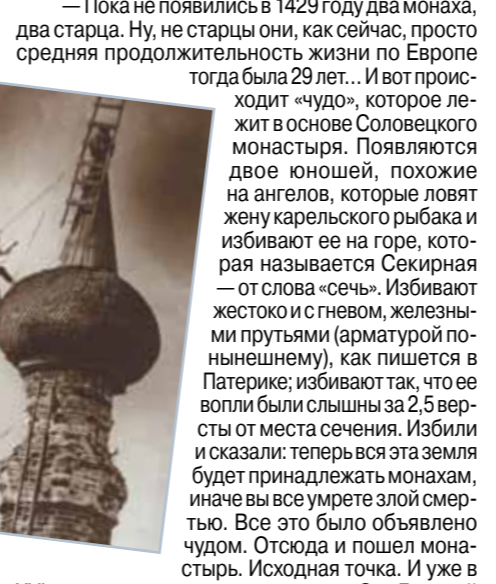 — Пока не появились в 1429 году два монаха,
два старца. Ну, не старцы они, как сейчас, просто
средняя продолжительность жизни по Европе
тогда была 29 лет... И вот проис-
ходит «чудо», которое ле-
жит в основе Соловецкого
монастыря. Появляются
двое юношей, похожие
на ангелов, которые ловят
жену карельского рыбака и
избивают ее на горе, кото-
рая называется Секирная
— от слова «сечь». Избивают
жестоко и с гневом, железны-
ми прутьями (арматурой по-
нынешнему), как пишется в
Патерике; избивают так, что ее
вопли были слышны за 2,5 вер-
сты от места сечения. Избили
и сказали: теперь вся эта земля
будет принадлежать монахам,
иначе вы все умрете злой смер-
тью. Все это было объявлено
чудом. Отсюда и пошел мона-
стырь. Исходная точка. И уже в